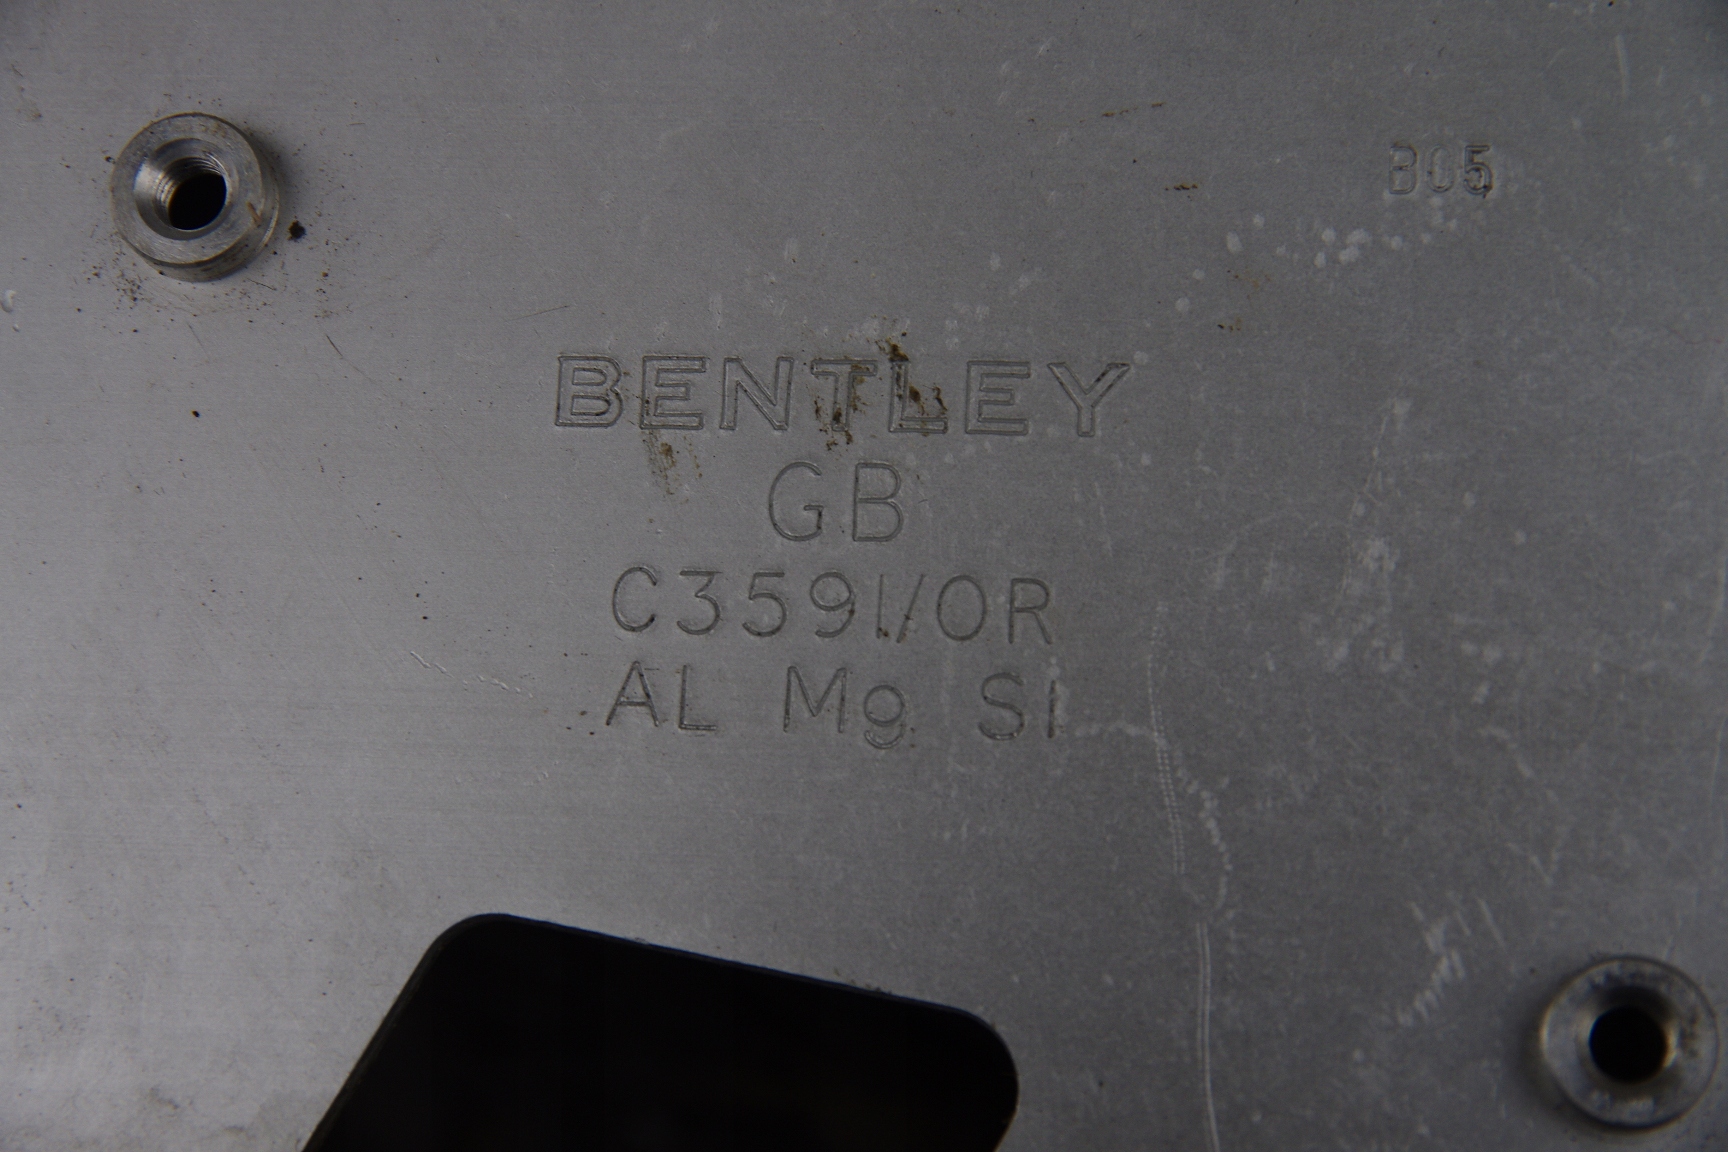 B05
BENTLEY
GB
C3591/OR
AL Mg Si